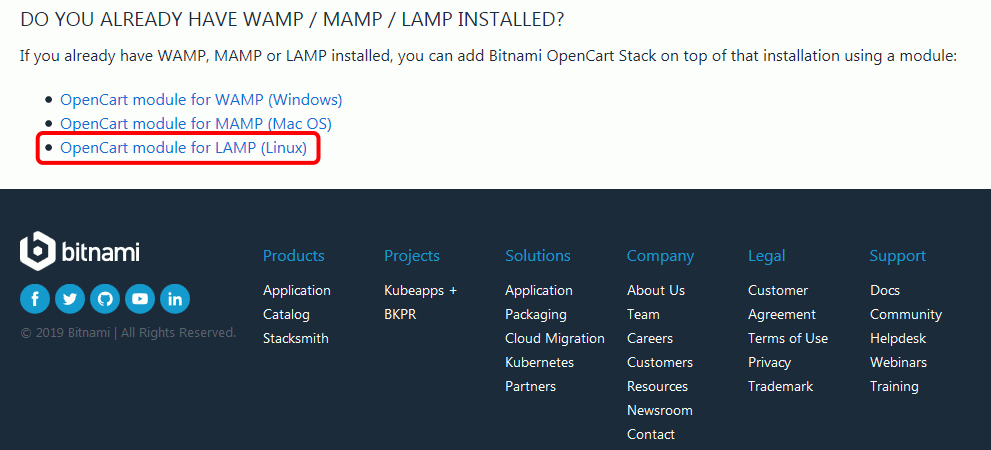 DO YOU ALREADY HAVE WAMP / MAMP / LAMP INSTALLED?
If you already have WAMP, MAMP or LAMP installed, you can add Bitnami OpenCart Stack on top of that installation using a module:
OpenCart module for WAMP (Windows)
OpenCart module for MAMP (Mac OS)
OpenCart module for LAMP (Linux)
bitnami
© 2019 Bitnami | All Rights Reserved.
Products
Application
Catalog
Stacksmith
Projects
Kubeapps +
BKPR
Solutions
Application
Packaging
Cloud Migration
Kubernetes
Partners
Company
About Us
Team
Careers
Customers
Resources
Newsroom
Contact
Legal
Customer
Agreement
Terms of Use
Privacy
Trademark
Support
Docs
Community
Helpdesk
Webinars
Training